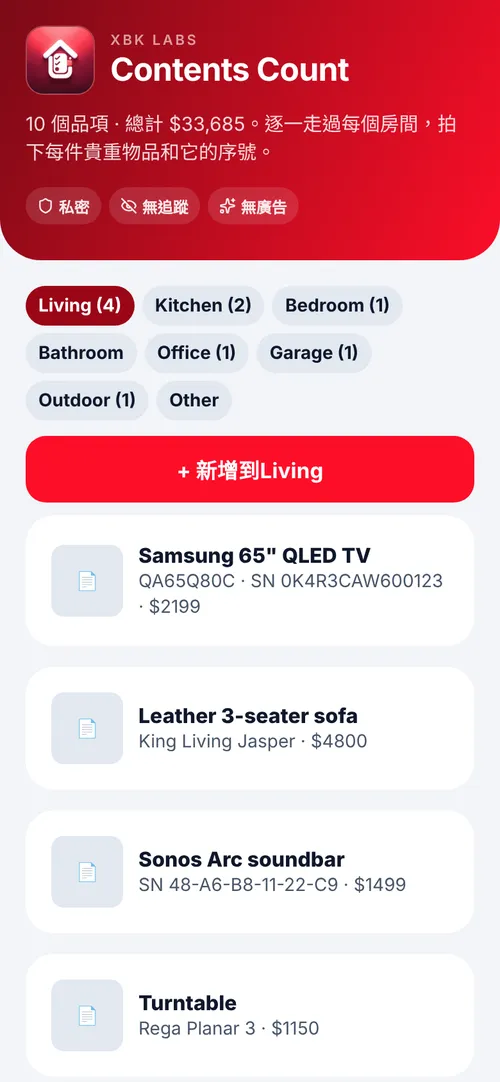 XBK LABS
Contents Count
10 個品項 · 總計 $33,685。逐一走過每個房間，拍
下每件貴重物品和它的序號。
私密 無追蹤 無廣告
Living (4) Kitchen (2) Bedroom (1)
Bathroom Office (1) Garage (1)
Outdoor (1) Other
+ 新增到Living
Samsung 65" QLED TV
QA65Q80C · SN 0K4R3CAW600123
· $2199
Leather 3-seater sofa
King Living Jasper · $4800
Sonos Arc soundbar
SN 48-A6-B8-11-22-C9 · $1499
Turntable
Rega Planar 3 · $1150